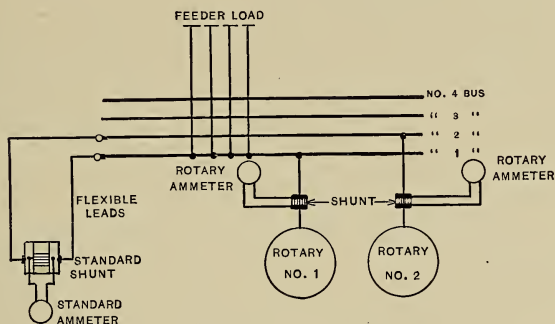 FEEDER LOAD
NO. 4 BUS
“ 3 “
“ 2 “
“ 1 “
ROTARY
AMMETER
ROTARY
AMMETER
FLEXIBLE
LEADS
SHUNT
STANDARD
SHUNT
ROTARY
NO. 1
ROTARY
NO. 2
STANDARD
AMMETER